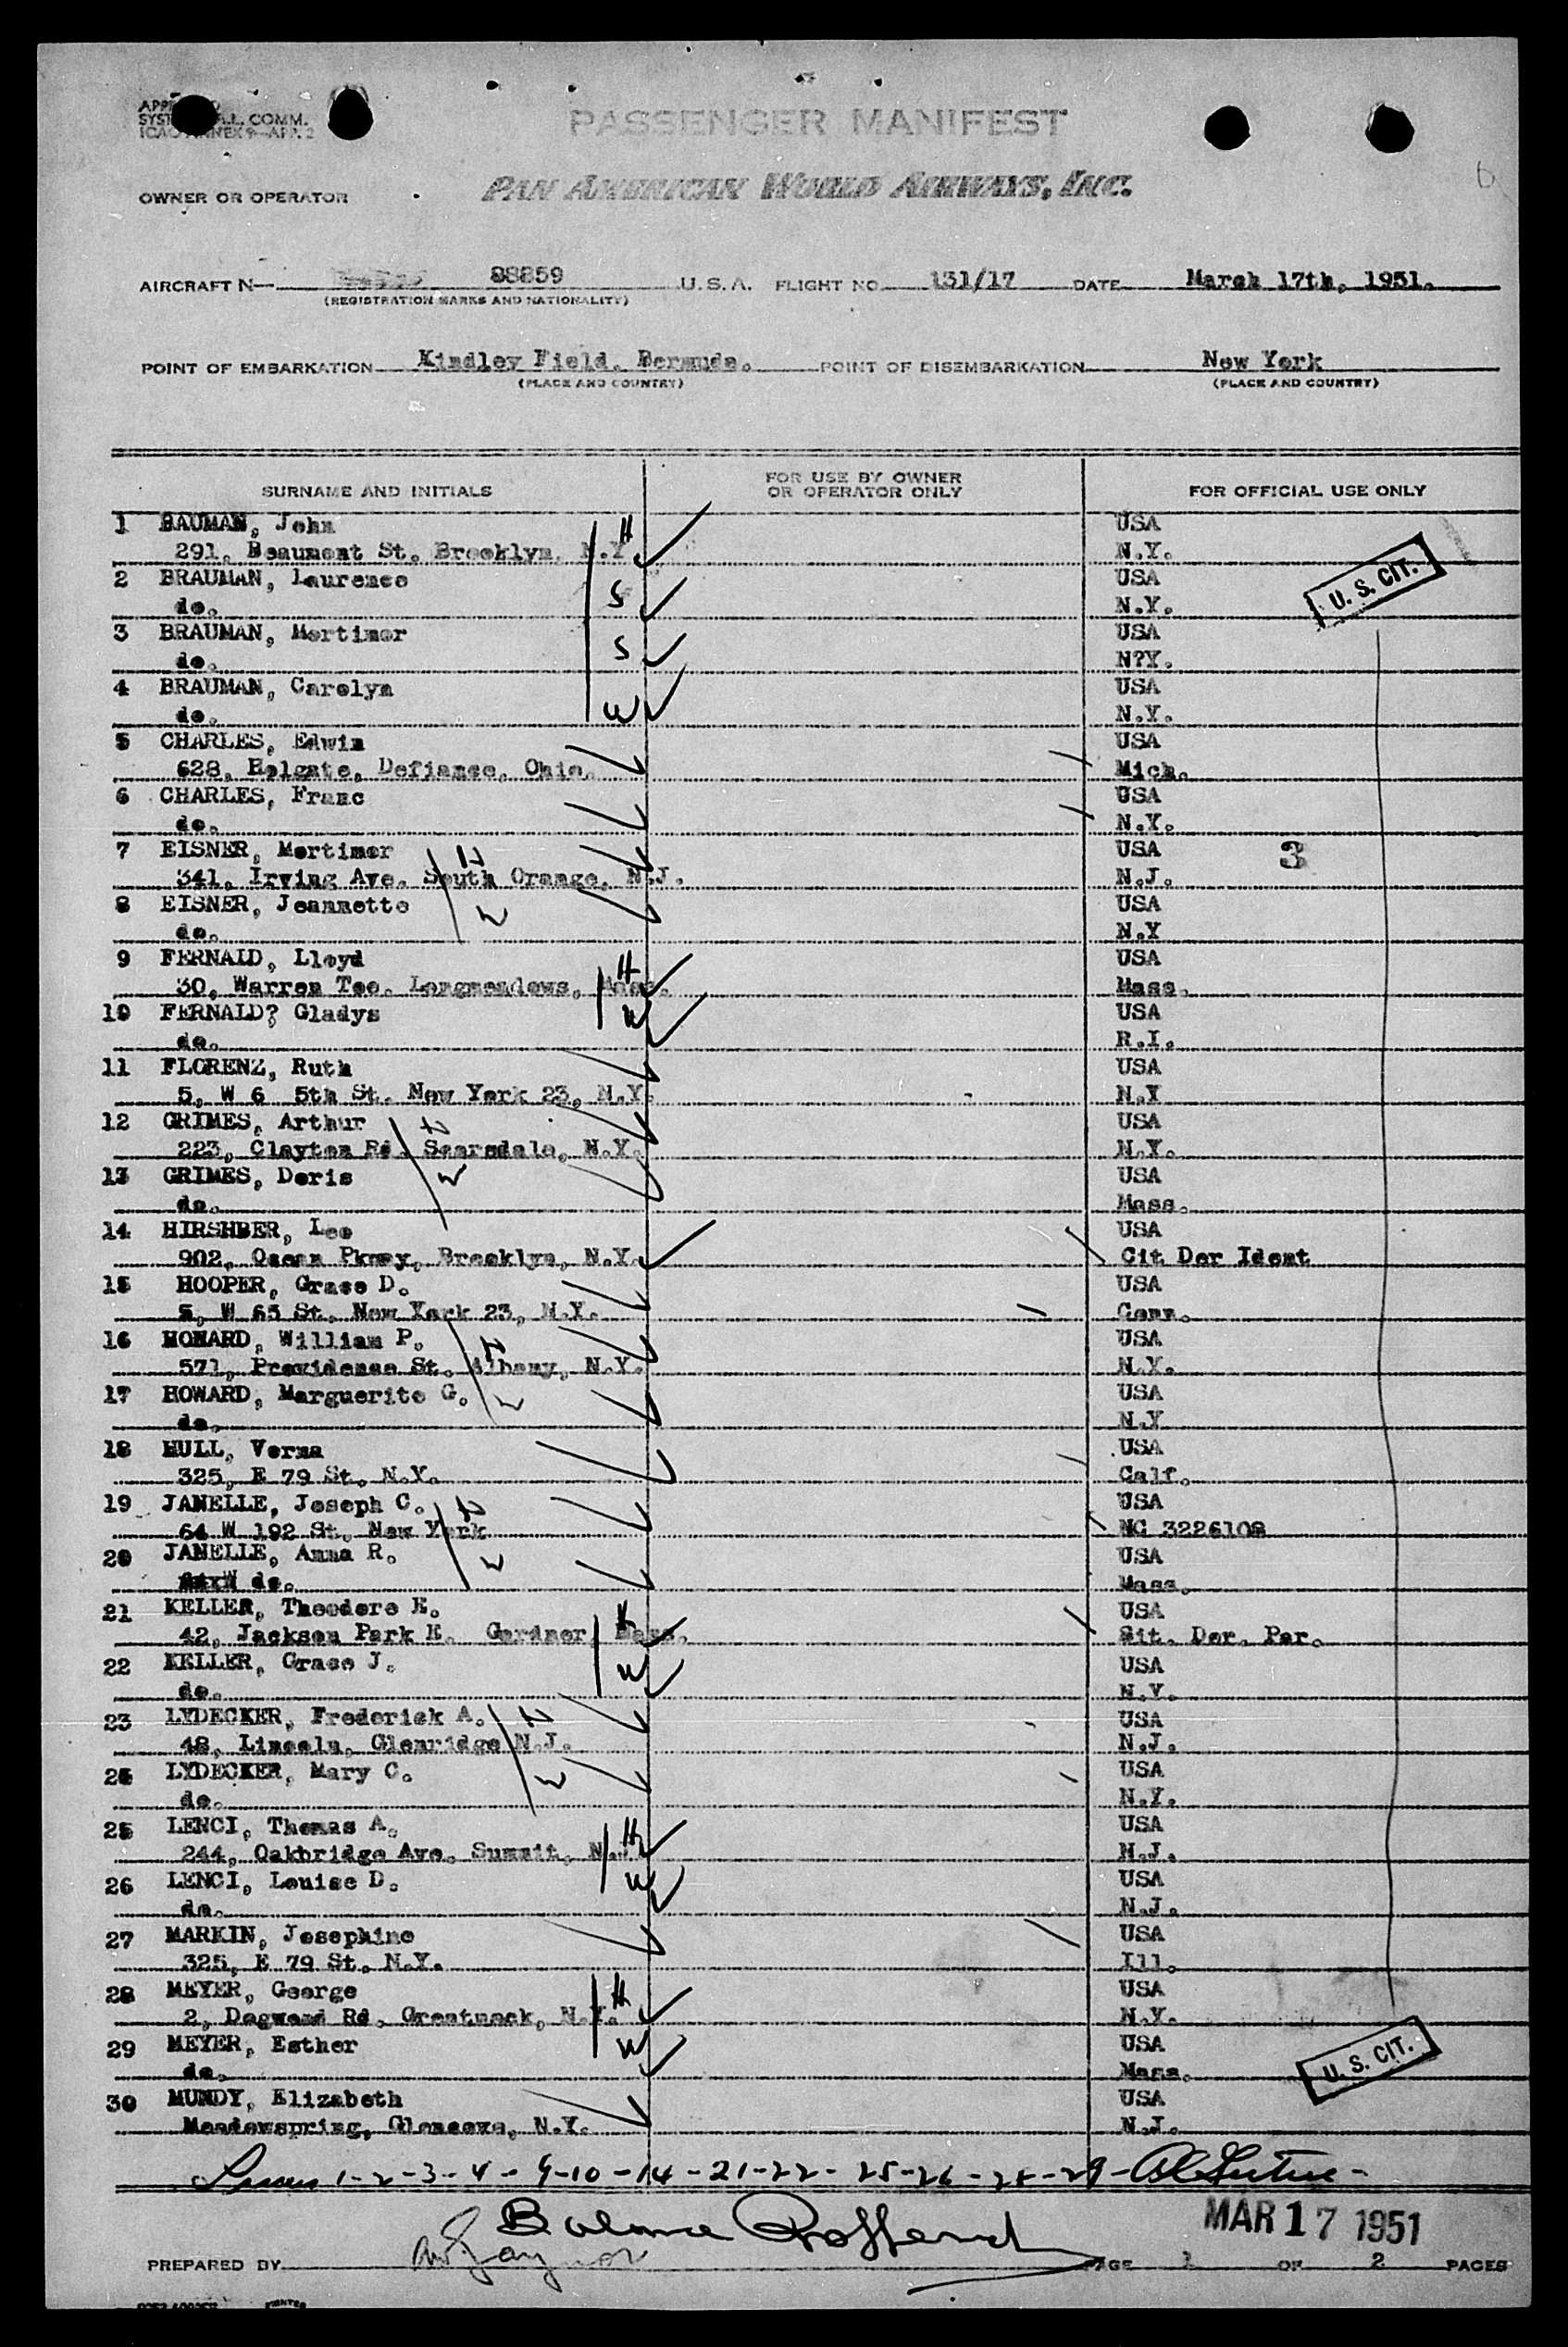 PASSENGER MANIFEST
OWNER OR OPERATOR PAN AMERICAN WORLD AIRWAYS, INC.
AIRCRAFT N— 88859 U.S.A. FLIGHT NO. 131/17 DATE March 17th, 1951.
(REGISTRATION MARKS AND NATIONALITY)
POINT OF EMBARKATION Kindley Field, Bermuda. POINT OF DISEMBARKATION New York
(PLACE AND COUNTRY) (PLACE AND COUNTRY)
SURNAME AND INITIALS FOR USE BY OWNER OR OPERATOR ONLY FOR OFFICIAL USE ONLY
1 BAUMAN, John H USA
291, Beaumont St. Brooklyn, N.Y. N.Y.
U. S. CIT.
2 BRAUMAN, Laurence USA
do. S N.Y.
3 BRAUMAN, Mortimer USA
do. S N?Y.
4 BRAUMAN, Carolyn USA
do. W N.Y.
5 CHARLES, Edwin USA
628, Holgate, Defiance, Ohio. Mich.
6 CHARLES, Franc USA
do. N.Y.
7 EISNER, Mortimer H USA 3
341, Irving Ave. South Orange, N.J. N.J.
8 EISNER, Jeannette W USA
do. N.Y
9 FERNALD, Lloyd H USA
30, Warren Tee. Longmeadows, Mass. Mass.
10 FERNALD? Gladys W USA
do. R.I.
11 FLORENZ, Ruth USA
5, W 6 5th St. New York 23, N.Y. N.Y
12 GRIMES, Arthur H USA
223, Clayton Rd. Scarsdale, N.Y. N.Y.
13 GRIMES, Doris W USA
do. Mass.
14 HIRSHBER, Lee USA
902, Ocean Pkwey, Brooklyn, N.Y. Cit Der Ident
15 HOOPER, Grace D. USA
5, W 65 St. New York 23, N.Y. Conn.
16 HOWARD, William P. H USA
571, Providence St. Albany, N.Y. N.Y.
17 HOWARD, Marguerite G. W USA
do. N.Y
18 HULL, Verna USA
325, E 79 St. N.Y. Calf.
19 JANELLE, Joseph C. H USA
64 W 192 St. New York NC 3226108
20 JANELLE, Anna R. W USA
do. Mass.
21 KELLER, Theodore E. H USA
42, Jackson Park E. Gardner, Mass. Sit. Der. Par.
22 KELLER, Grace J. W USA
do. N.Y.
23 LYDECKER, Frederick A. H USA
48, Lincoln, Glenridge N.J. N.J.
24 LYDECKER, Mary C. W USA
do. N.Y.
25 LENCI, Thomas A. H USA
244, Oakbridge Ave. Summit, N.J. N.J.
26 LENCI, Louise D. W USA
do. N.J.
27 MARKIN, Josephine USA
325, E 79 St. N.Y. Ill.
28 MEYER, George H USA
2, Dogwood Rd. Greatneck, N.Y. N.Y.
29 MEYER, Esther W USA
do. Mass.
U. S. CIT.
30 MUNDY, Elizabeth USA
Meadowspring, Glencove, N.Y. N.J.
1-2-3-4-9-10-14-21-22-25-26-28-29-
MAR 17 1951
PREPARED BY PAGE 1 OF 2 PAGES